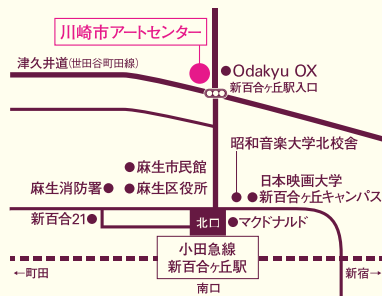 川崎市アートセンター
津久井道(世田谷町田線)
Odakyu OX
新百合ヶ丘駅入口
昭和音楽大学北校舎
麻生市民館
麻生消防署
麻生区役所
日本映画大学
新百合ヶ丘キャンパス
新百合21
北口
マクドナルド
小田急線
新百合ヶ丘駅
←町田
新宿→
南口